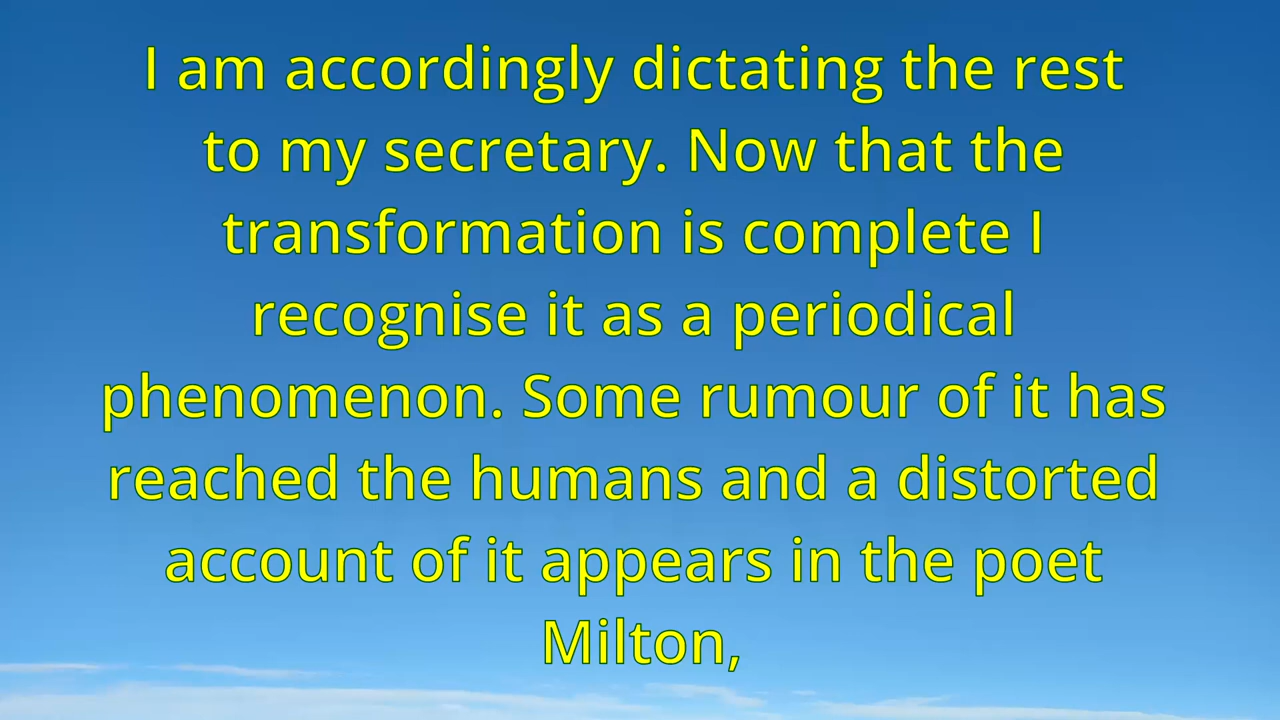 I am accordingly dictating the rest
to my secretary. Now that the
transformation is complete I
recognise it as a periodical
phenomenon. Some rumour of it has
reached the humans and a distorted
account of it appears in the poet
Milton,